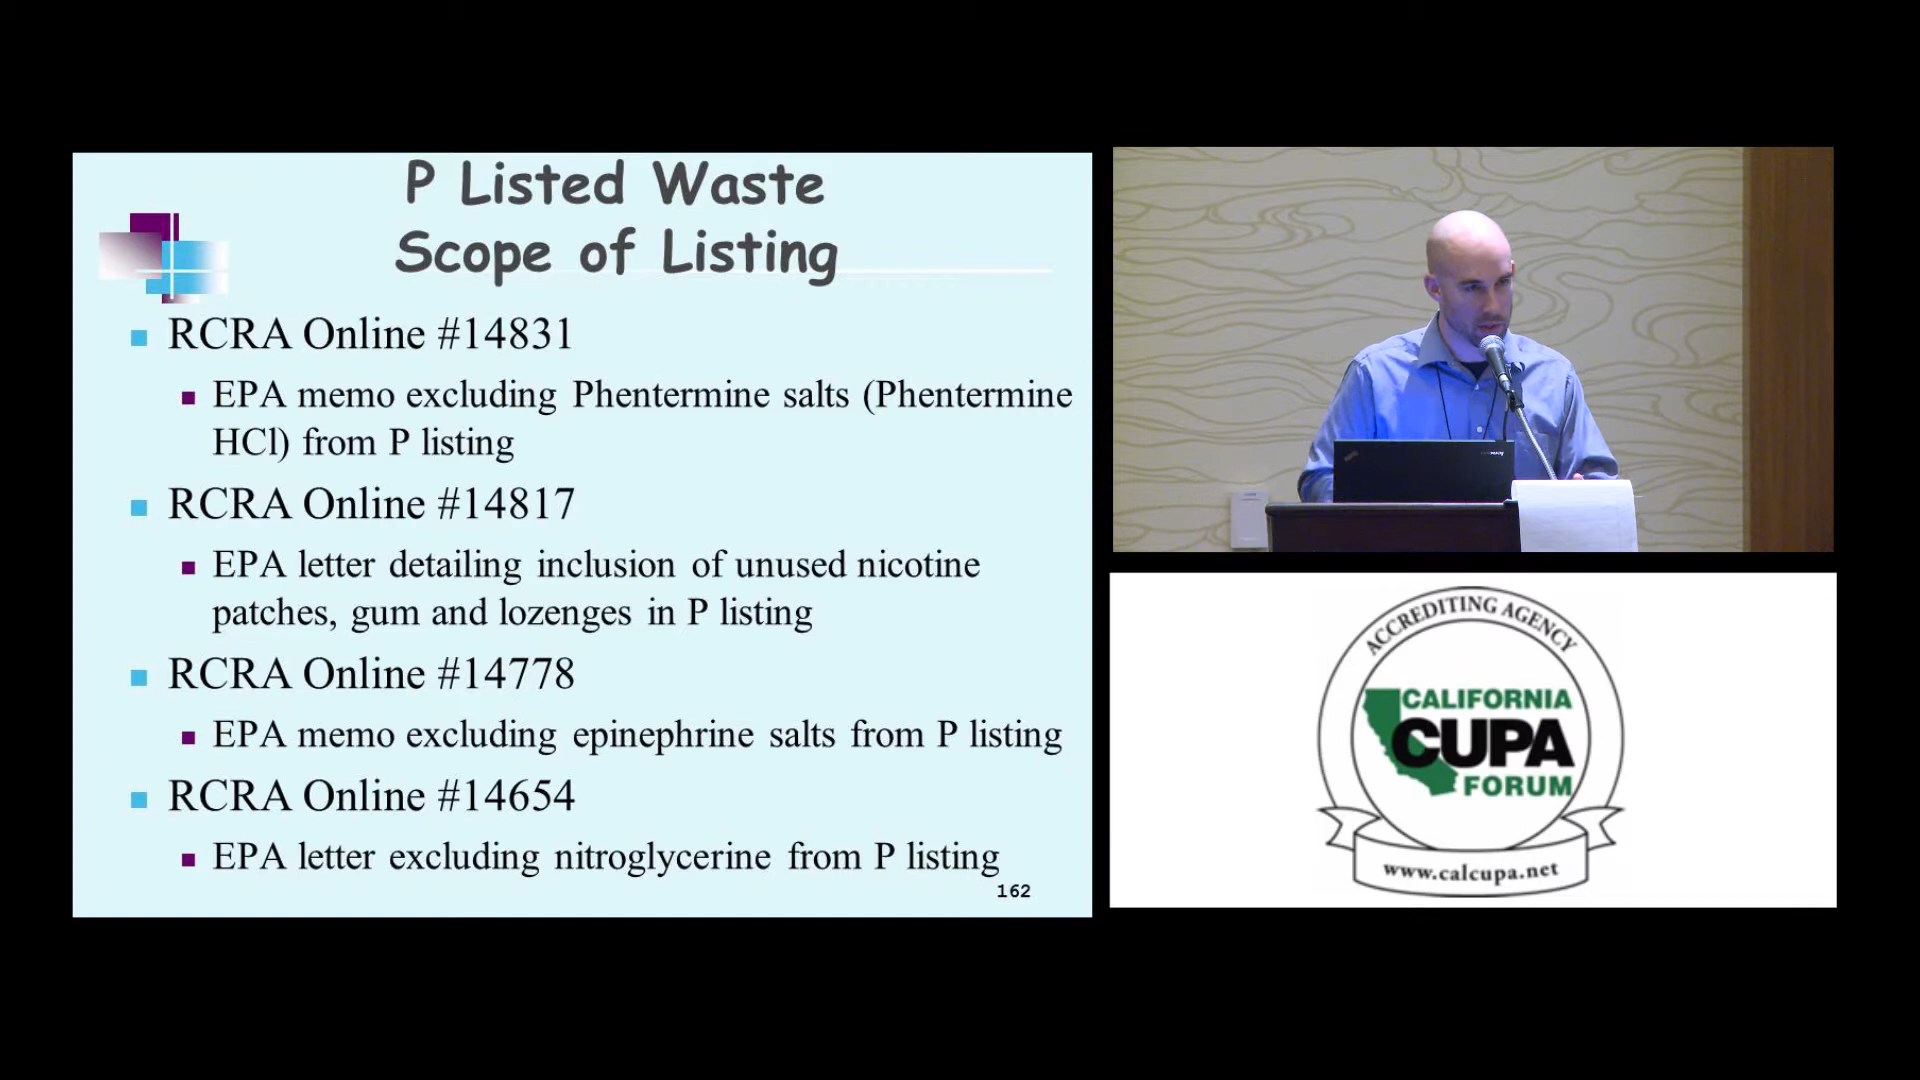 P Listed Waste
Scope of Listing
RCRA Online #14831
EPA memo excluding Phentermine salts (Phentermine
HCl) from P listing
RCRA Online #14817
EPA letter detailing inclusion of unused nicotine
patches, gum and lozenges in P listing
RCRA Online #14778
EPA memo excluding epinephrine salts from P listing
RCRA Online #14654
EPA letter excluding nitroglycerine from P listing
162
ACCREDITING AGENCY
CALIFORNIA
CUPA
FORUM
www.calcupa.net